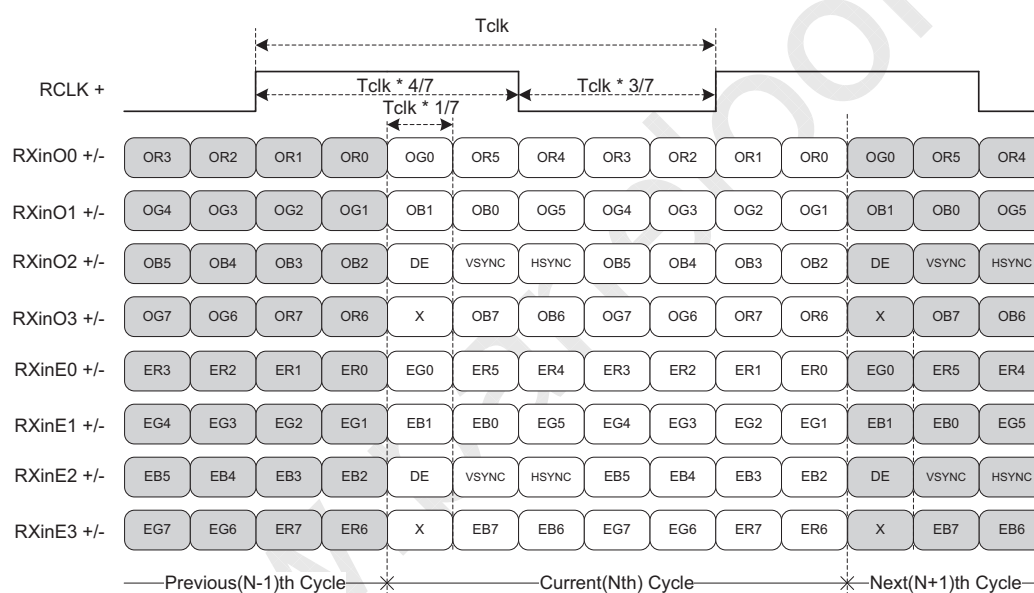 Tclk
RCLK +
Tclk * 4/7
Tclk * 3/7
Tclk * 1/7
RXinO0 +/- OR3 OR2 OR1 OR0 OG0 OR5 OR4 OR3 OR2 OR1 OR0 OG0 OR5 OR4
RXinO1 +/- OG4 OG3 OG2 OG1 OB1 OB0 OG5 OG4 OG3 OG2 OG1 OB1 OB0 OG5
RXinO2 +/- OB5 OB4 OB3 OB2 DE VSYNC HSYNC OB5 OB4 OB3 OB2 DE VSYNC HSYNC
RXinO3 +/- OG7 OG6 OR7 OR6 X OB7 OB6 OG7 OG6 OR7 OR6 X OB7 OB6
RXinE0 +/- ER3 ER2 ER1 ER0 EG0 ER5 ER4 ER3 ER2 ER1 ER0 EG0 ER5 ER4
RXinE1 +/- EG4 EG3 EG2 EG1 EB1 EB0 EG5 EG4 EG3 EG2 EG1 EB1 EB0 EG5
RXinE2 +/- EB5 EB4 EB3 EB2 DE VSYNC HSYNC EB5 EB4 EB3 EB2 DE VSYNC HSYNC
RXinE3 +/- EG7 EG6 ER7 ER6 X EB7 EB6 EG7 EG6 ER7 ER6 X EB7 EB6
Previous(N-1)th Cycle Current(Nth) Cycle Next(N+1)th Cycle